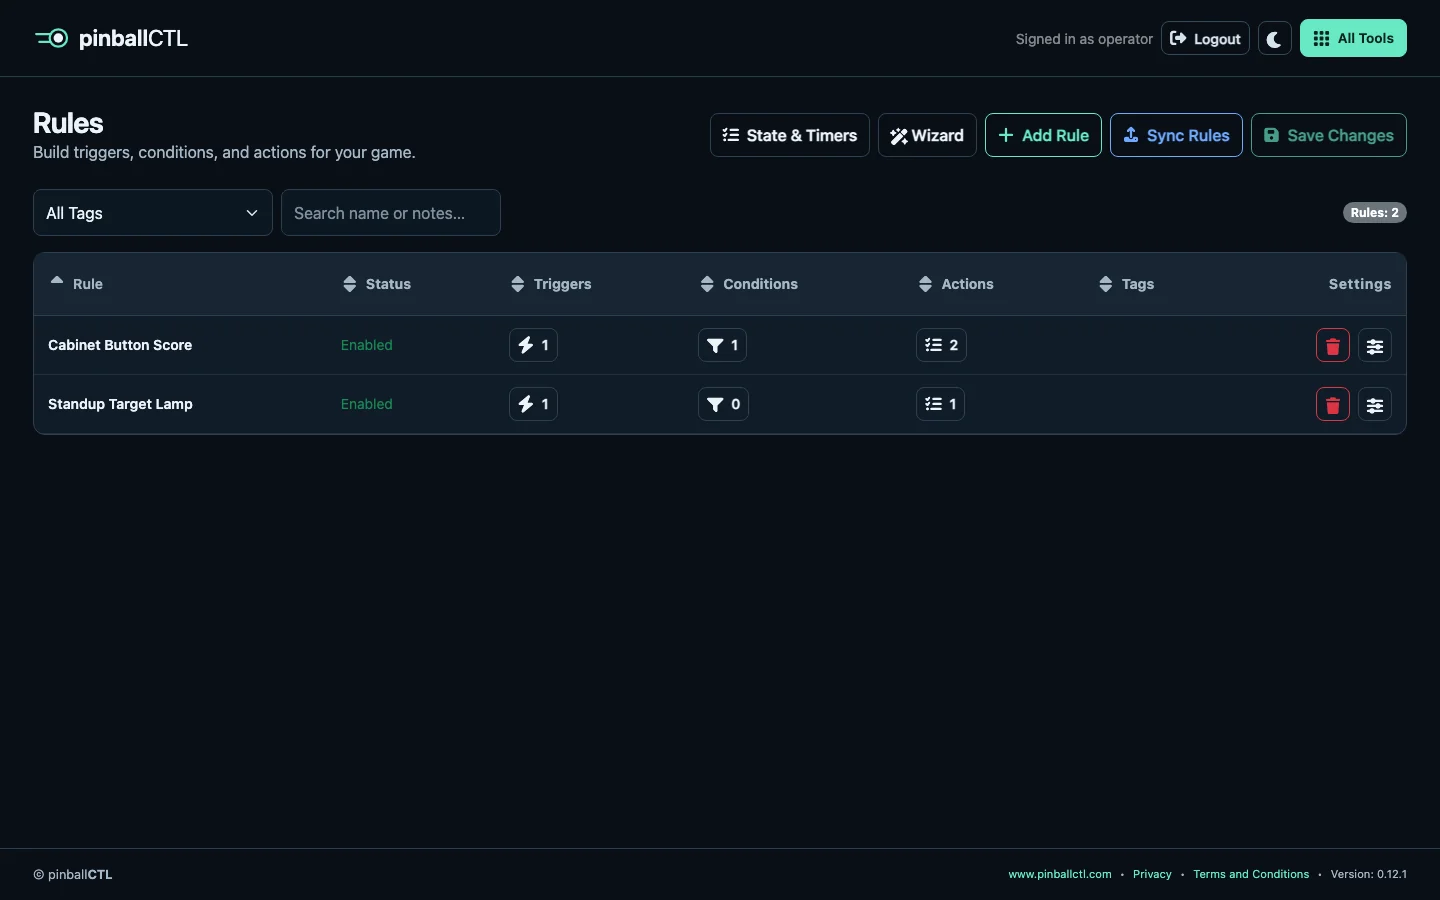 pinballCTL
Signed in as operator
Logout
All Tools
Rules
Build triggers, conditions, and actions for your game.
State & Timers
Wizard
Add Rule
Sync Rules
Save Changes
All Tags
Search name or notes...
Rules: 2
Rule Status Triggers Conditions Actions Tags Settings
Cabinet Button Score Enabled 1 1 2
Standup Target Lamp Enabled 1 0 1
© pinballCTL
www.pinballctl.com • Privacy • Terms and Conditions • Version: 0.12.1